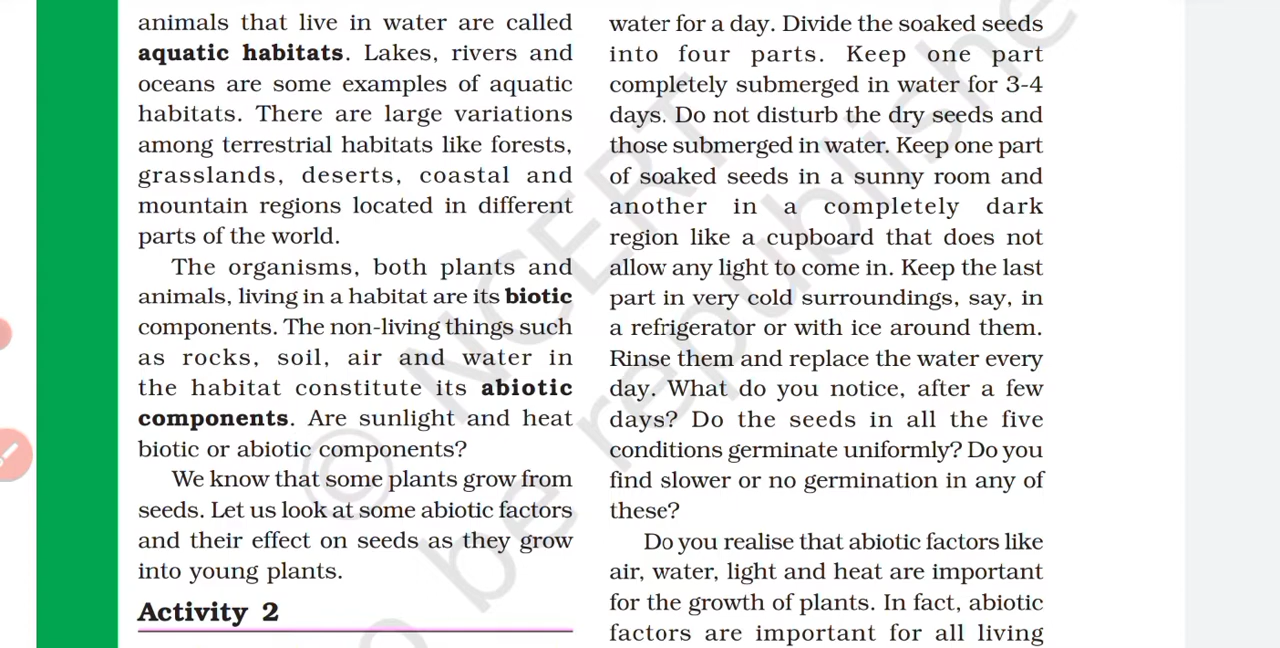 animals that live in water are called
aquatic habitats. Lakes, rivers and
oceans are some examples of aquatic
habitats. There are large variations
among terrestrial habitats like forests,
grasslands, deserts, coastal and
mountain regions located in different
parts of the world.
The organisms, both plants and
animals, living in a habitat are its biotic
components. The non-living things such
as rocks, soil, air and water in
the habitat constitute its abiotic
components. Are sunlight and heat
biotic or abiotic components?
We know that some plants grow from
seeds. Let us look at some abiotic factors
and their effect on seeds as they grow
into young plants.
Activity 2
water for a day. Divide the soaked seeds
into four parts. Keep one part
completely submerged in water for 3-4
days. Do not disturb the dry seeds and
those submerged in water. Keep one part
of soaked seeds in a sunny room and
another in a completely dark
region like a cupboard that does not
allow any light to come in. Keep the last
part in very cold surroundings, say, in
a refrigerator or with ice around them.
Rinse them and replace the water every
day. What do you notice, after a few
days? Do the seeds in all the five
conditions germinate uniformly? Do you
find slower or no germination in any of
these?
Do you realise that abiotic factors like
air, water, light and heat are important
for the growth of plants. In fact, abiotic
factors are important for all living
© NCERT
be republishe